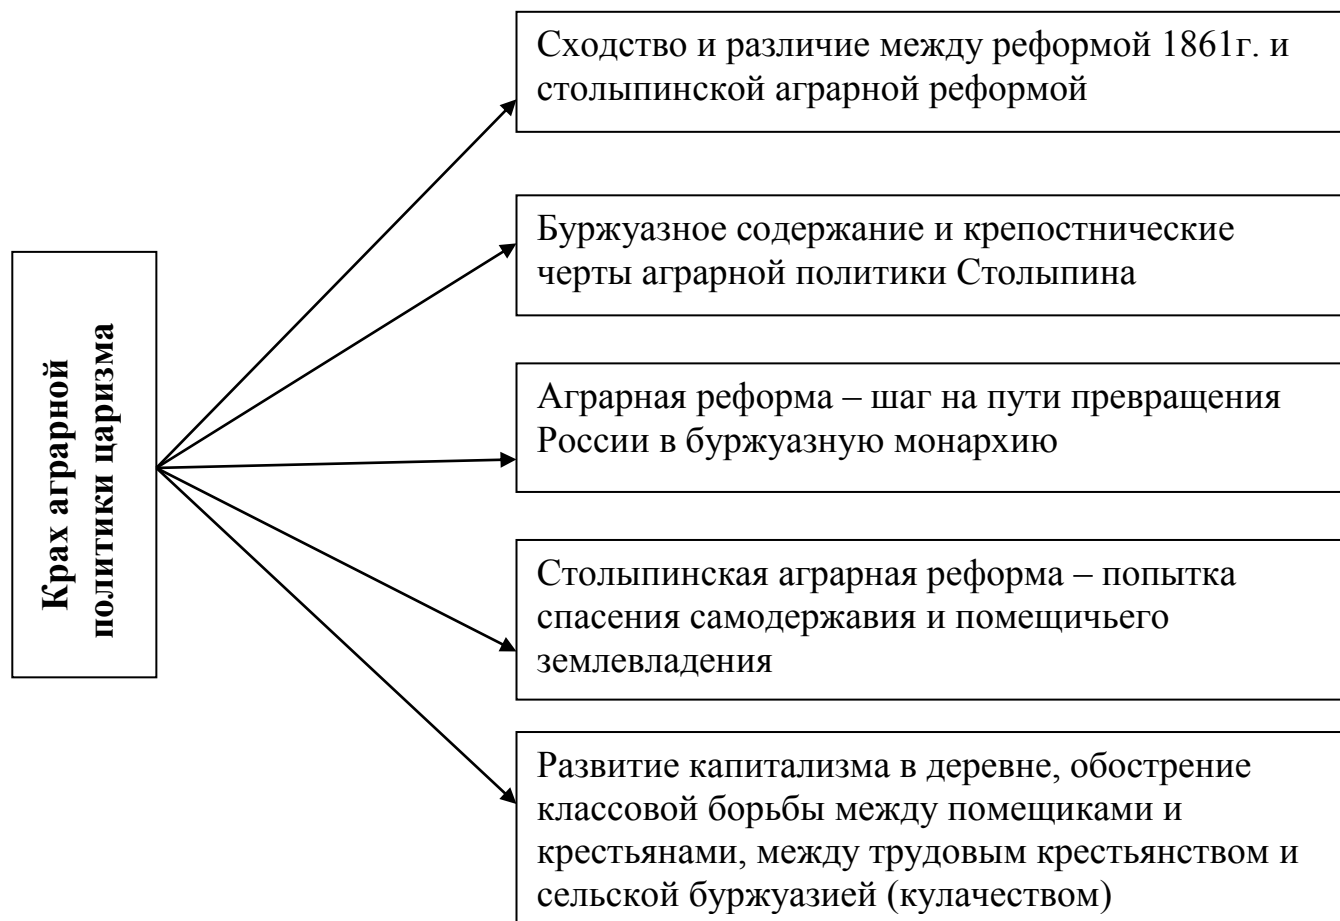 Крах аграрной
политики царизма
Сходство и различие между реформой 1861г. и
столыпинской аграрной реформой
Буржуазное содержание и крепостнические
черты аграрной политики Столыпина
Аграрная реформа – шаг на пути превращения
России в буржуазную монархию
Столыпинская аграрная реформа – попытка
спасения самодержавия и помещичьего
землевладения
Развитие капитализма в деревне, обострение
классовой борьбы между помещиками и
крестьянами, между трудовым крестьянством и
сельской буржуазией (кулачеством)